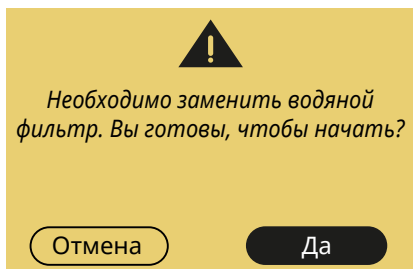 Необходимо заменить водяной
фильтр. Вы готовы, чтобы начать?
Отмена
Да